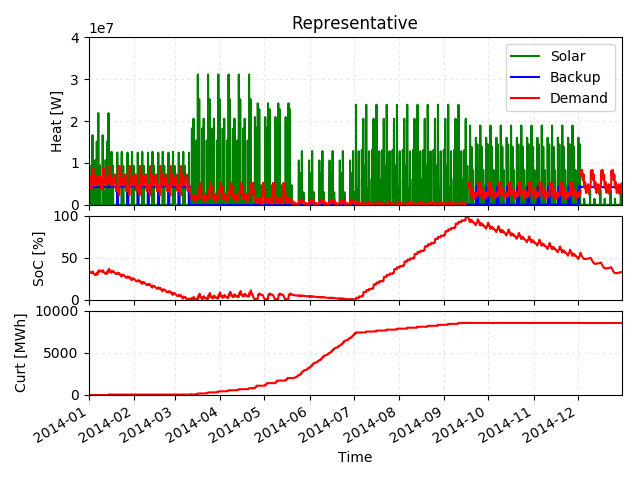 Representative
1e7
Heat [W]
4
3
2
1
0
Solar
Backup
Demand
SoC [%]
100
50
0
Curt [MWh]
10000
5000
0
2014-01 2014-02 2014-03 2014-04 2014-05 2014-06 2014-07 2014-08 2014-09 2014-10 2014-11 2014-12
Time